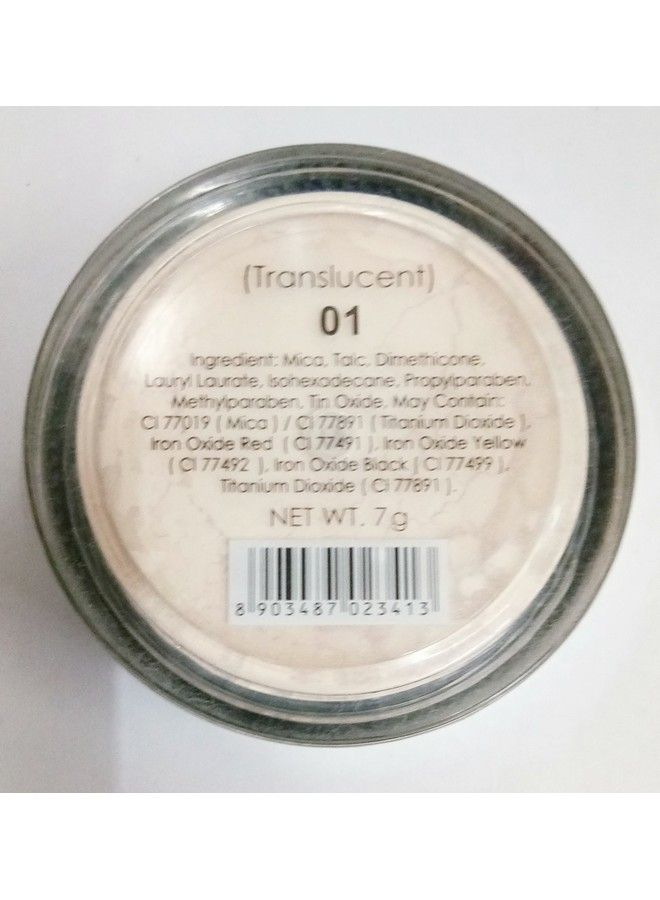 (Translucent)
01
Ingredient: Mica, Talc, Dimethicone,
Lauryl Laurate, Isohexadecane, Propylparaben,
Methylparaben, Tin Oxide, May Contain:
CI 77019 ( Mica ) / CI 77891 ( Titanium Dioxide ),
Iron Oxide Red ( CI 77491 ), Iron Oxide Yellow
( CI 77492 ), Iron Oxide Black ( CI 77499 ),
Titanium Dioxide ( CI 77891 ).
NET WT. 7 g
8 903487 023413